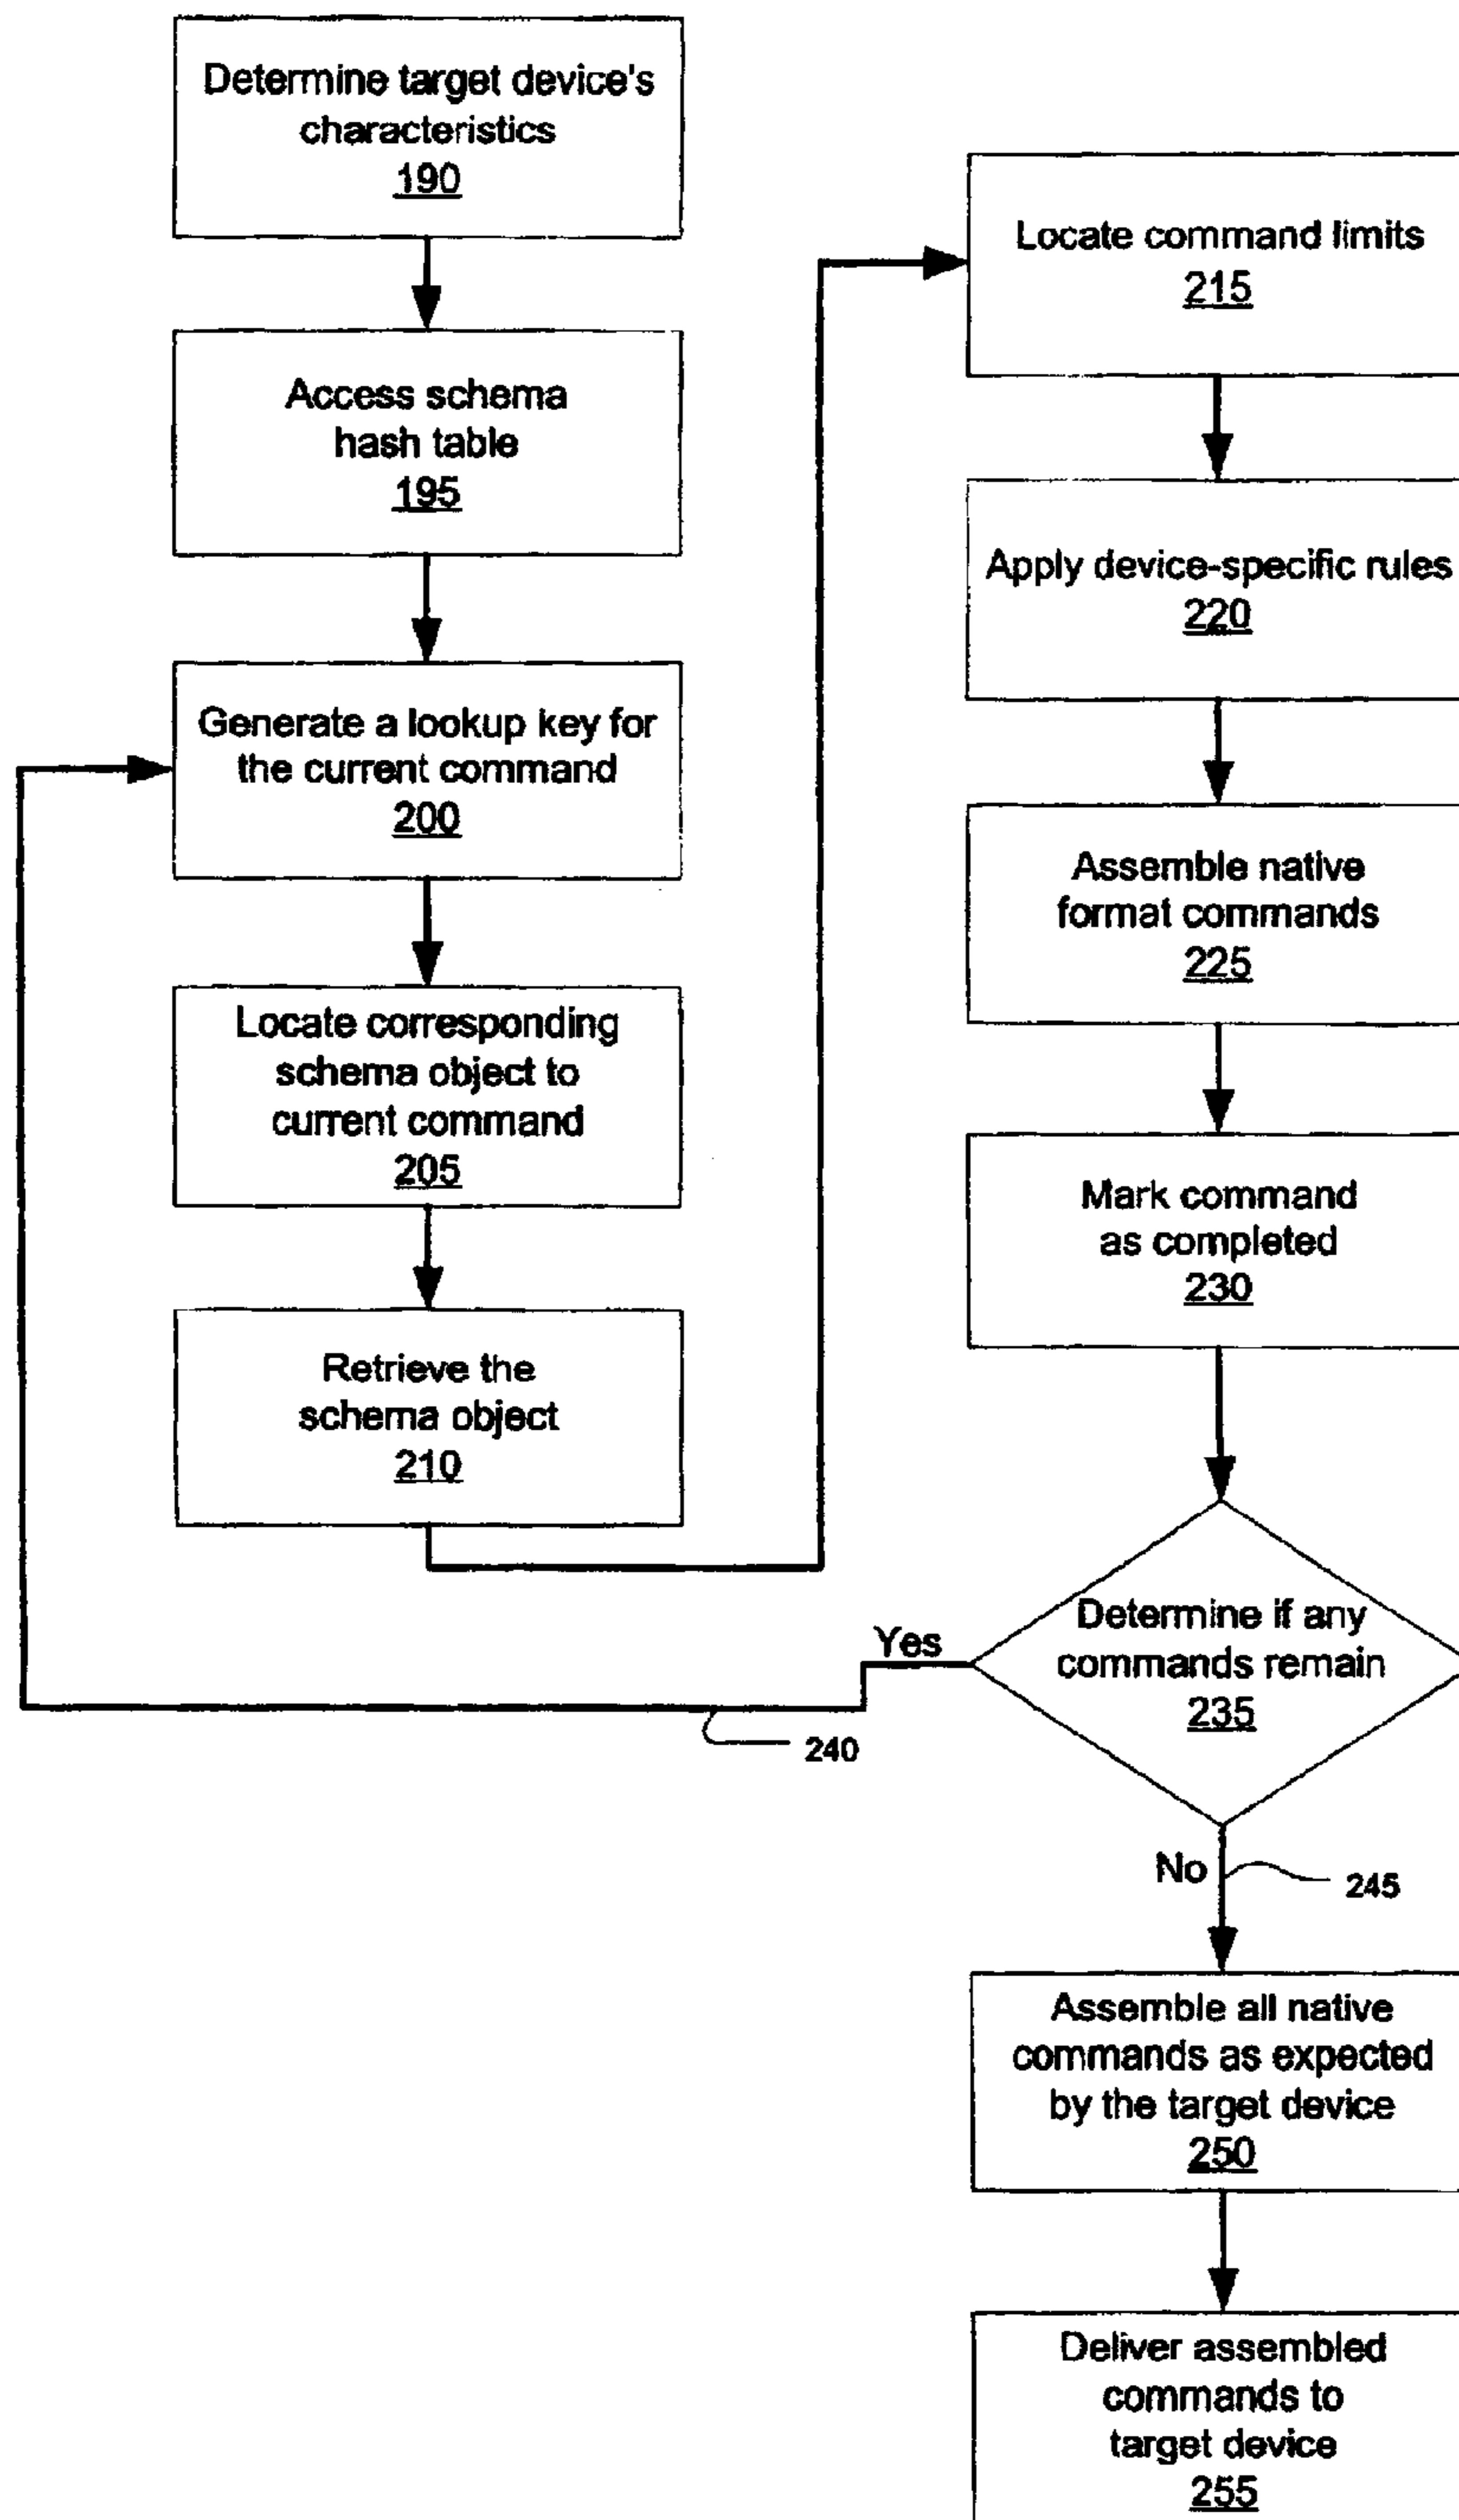 Determine target device's
characteristics
190
Access schema
hash table
195
Generate a lookup key for
the current command
200
Locate corresponding
schema object to
current command
205
Retrieve the
schema object
210
Locate command limits
215
Apply device-specific rules
220
Assemble native
format commands
225
Mark command
as completed
230
Determine if any
commands remain
235
Yes
240
No
245
Assemble all native
commands as expected
by the target device
250
Deliver assembled
commands to
target device
255